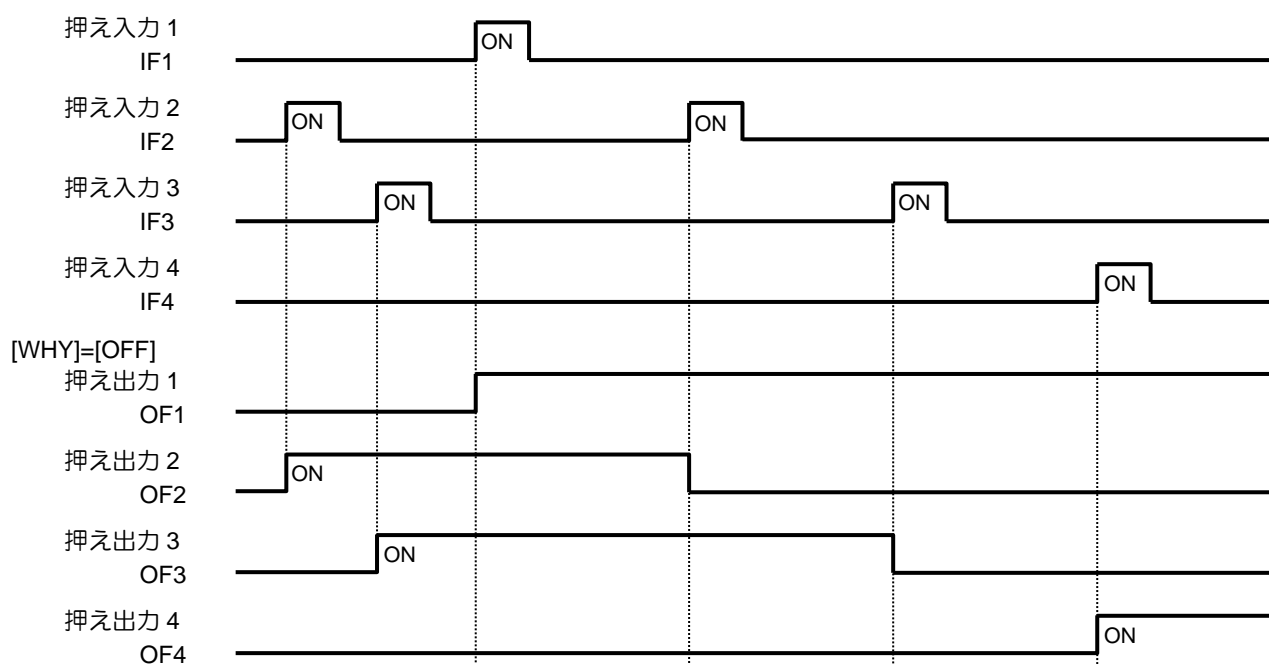 押え入力 1
IF1
ON
押え入力 2
IF2
ON
ON
押え入力 3
IF3
ON
ON
押え入力 4
IF4
ON
[WHY]=[OFF]
押え出力 1
OF1
押え出力 2
OF2
ON
押え出力 3
OF3
ON
押え出力 4
OF4
ON